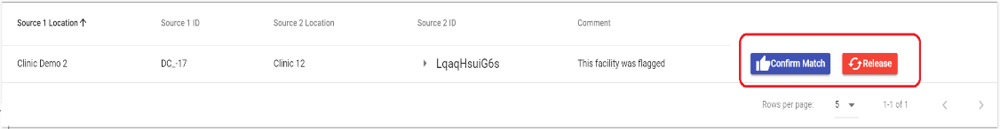 Source 1 Location Source 1 ID Source 2 Location Source 2 ID Comment
Clinic Demo 2 DC_-17 Clinic 12 LqaqHsuiG6s This facility was flagged Confirm Match Release
Rows per page: 5 1-1 of 1